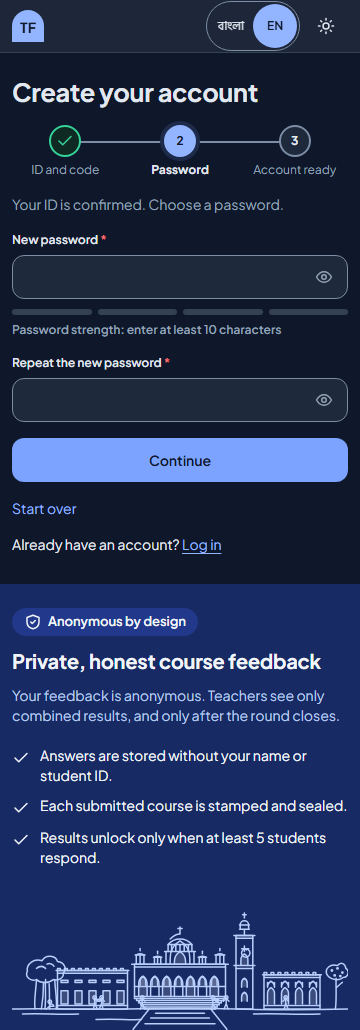 TF
বাংলা
EN
Create your account
2
3
ID and code
Password
Account ready
Your ID is confirmed. Choose a password.
New password *
Password strength: enter at least 10 characters
Repeat the new password *
Continue
Start over
Already have an account? Log in
Anonymous by design
Private, honest course feedback
Your feedback is anonymous. Teachers see only
combined results, and only after the round closes.
Answers are stored without your name or
student ID.
Each submitted course is stamped and sealed.
Results unlock only when at least 5 students
respond.